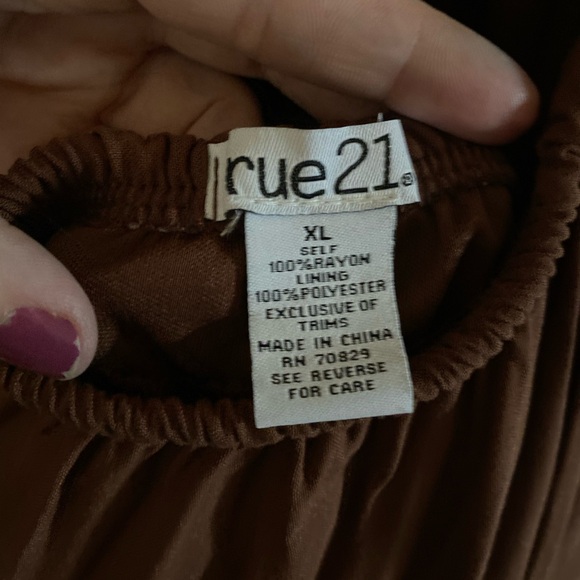 rue21
XL
SELF
100%RAYON
LINING
100%POLYESTER
EXCLUSIVE OF
TRIMS
MADE IN CHINA
RN 70829
SEE REVERSE
FOR CARE